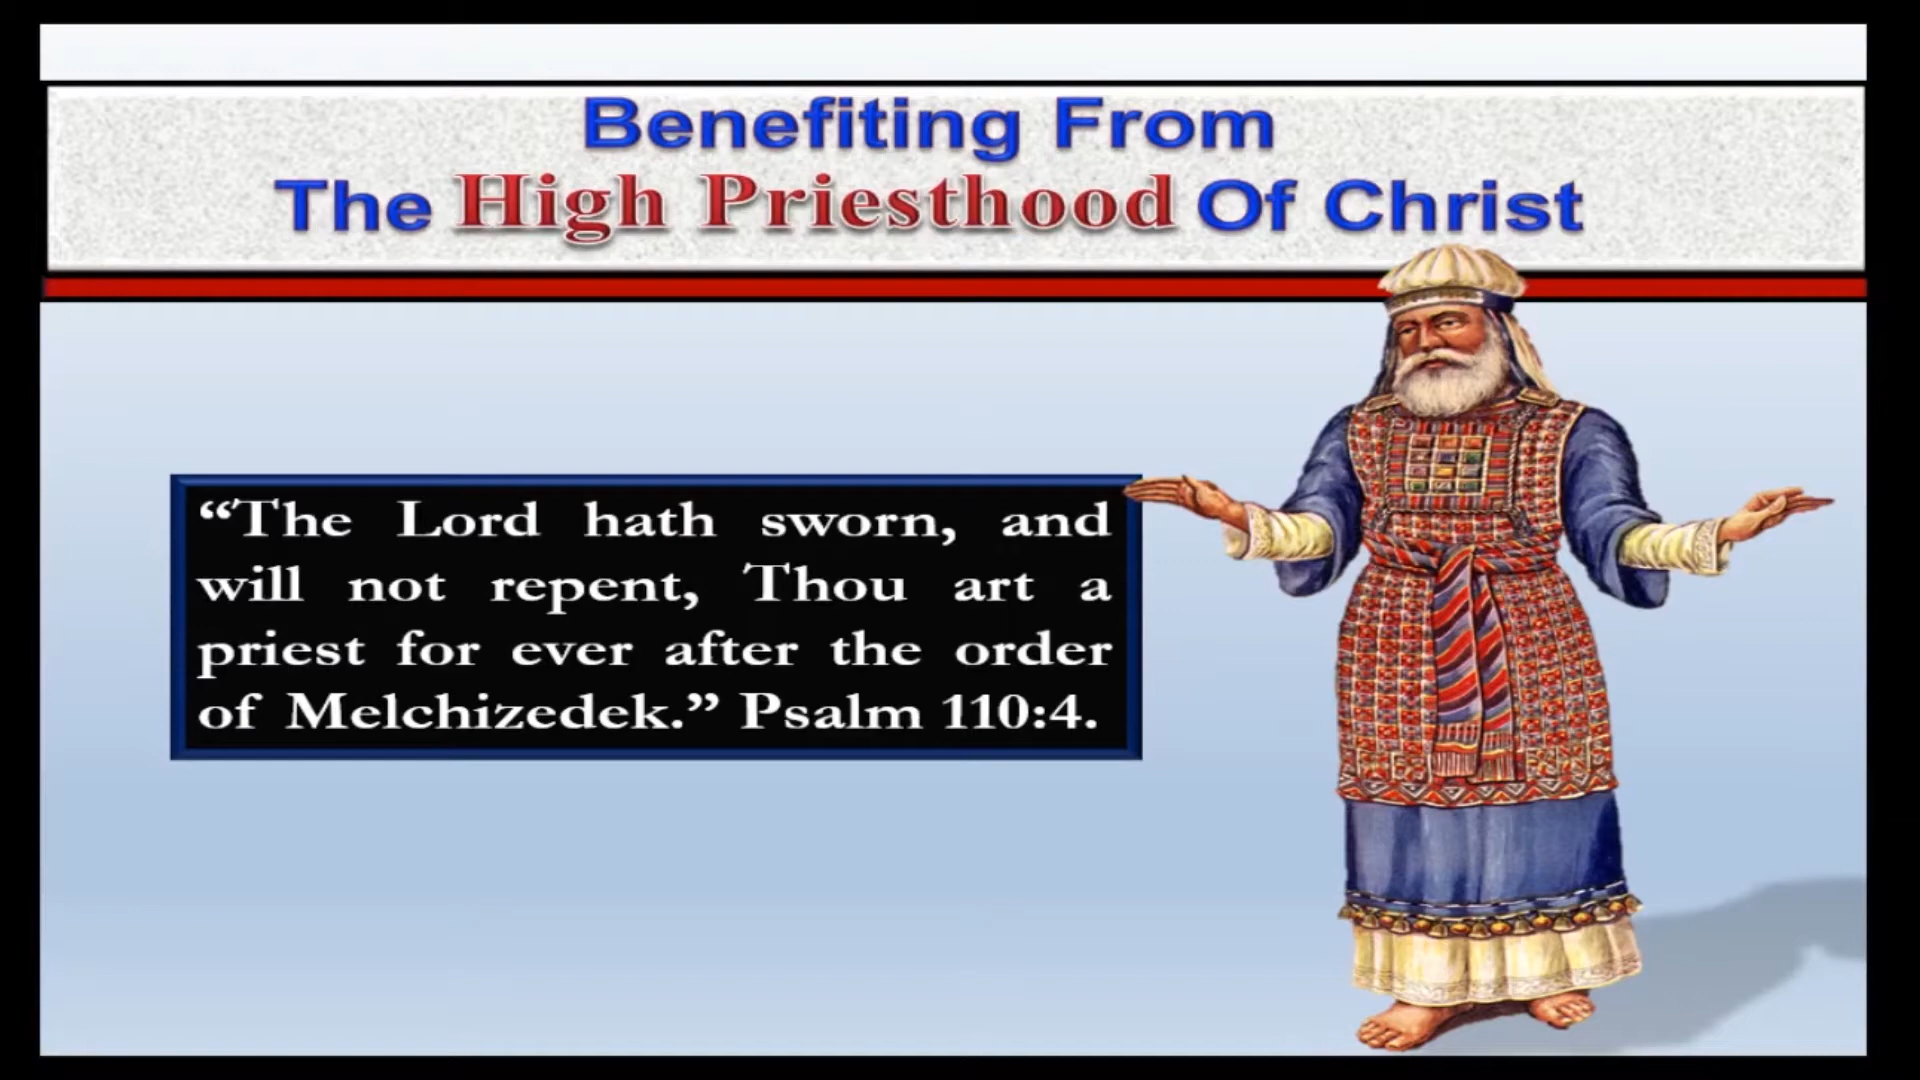 Benefiting From
The High Priesthood Of Christ
“The Lord hath sworn, and
will not repent, Thou art a
priest for ever after the order
of Melchizedek.” Psalm 110:4.